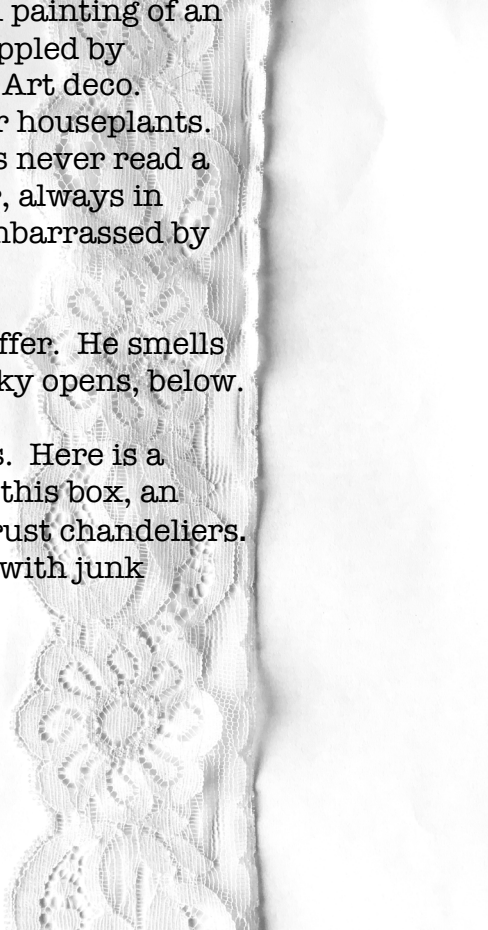 painting of an
ppled by
Art deco.
r houseplants.
s never read a
, always in
mbarrassed by
ffer.  He smells
ky opens, below.
s.  Here is a
this box, an
rust chandeliers.
with junk